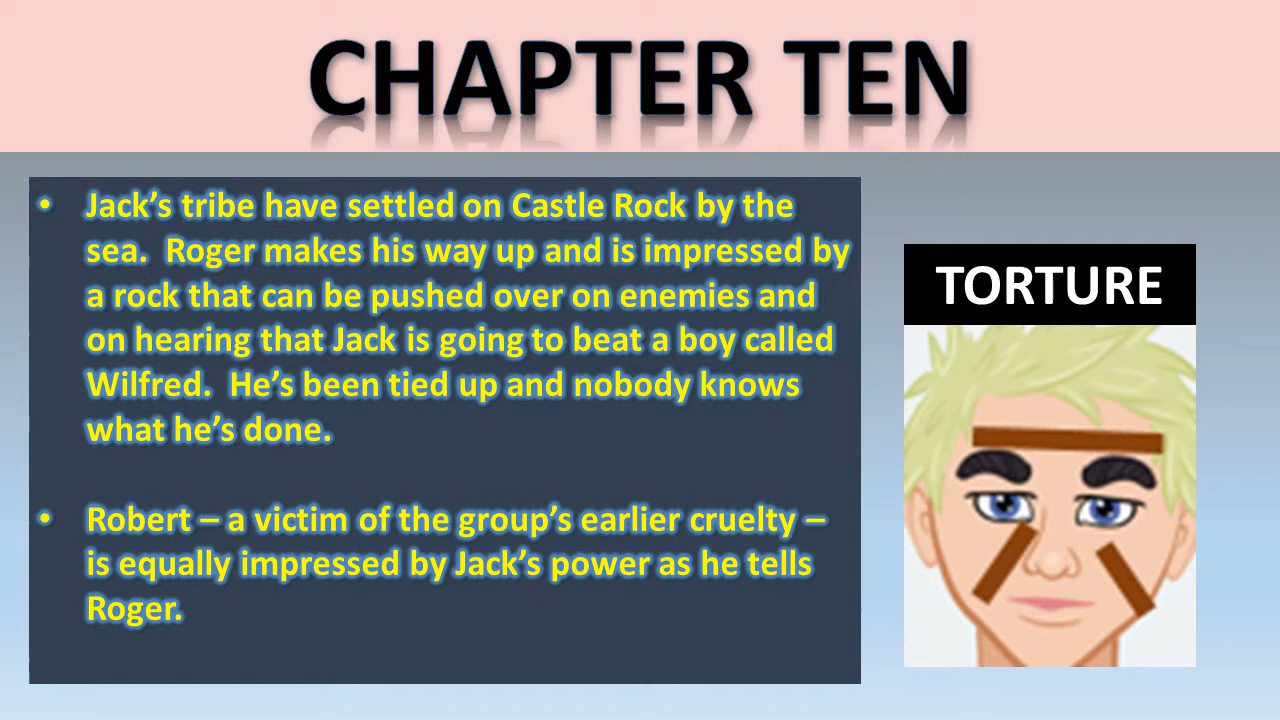 CHAPTER TEN
• Jack’s tribe have settled on Castle Rock by the
sea.  Roger makes his way up and is impressed by
a rock that can be pushed over on enemies and
on hearing that Jack is going to beat a boy called
Wilfred.  He’s been tied up and nobody knows
what he’s done.
• Robert – a victim of the group’s earlier cruelty –
is equally impressed by Jack’s power as he tells
Roger.
TORTURE